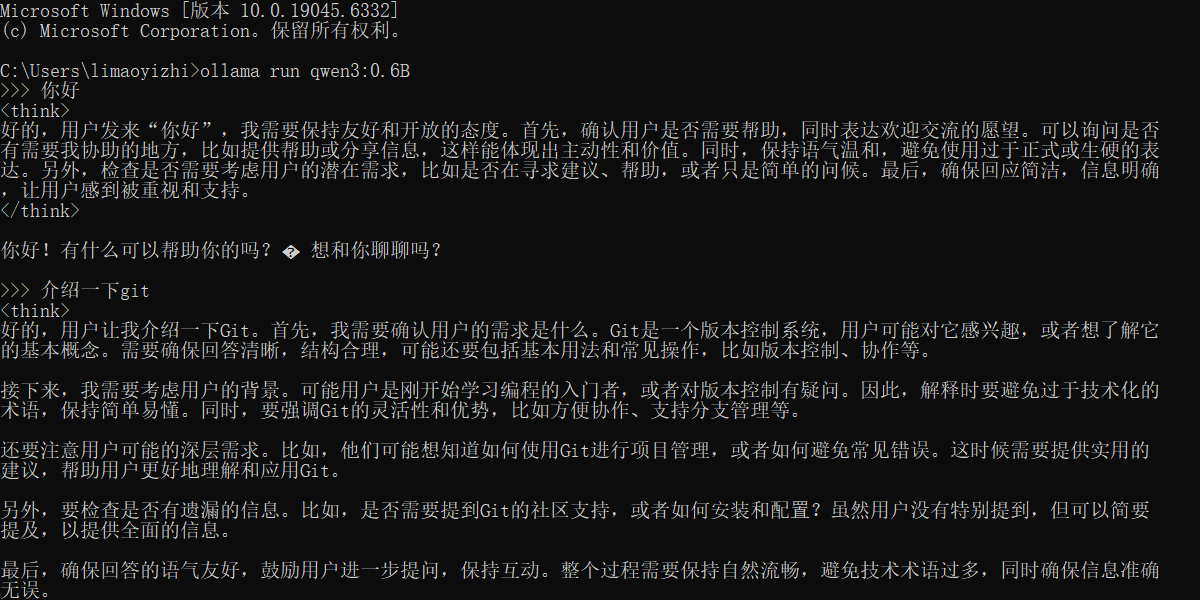 Microsoft Windows [版本 10.0.19045.6332]
(c) Microsoft Corporation。保留所有权利。
C:\Users\limaoyizhi>ollama run qwen3:0.6B
>>> 你好
<think>
好的，用户发来“你好”，我需要保持友好和开放的态度。首先，确认用户是否需要帮助，同时表达欢迎交流的愿望。可以询问是否
有需要我协助的地方，比如提供帮助或分享信息，这样能体现出主动性和价值。同时，保持语气温和，避免使用过于正式或生硬的表
达。另外，检查是否需要考虑用户的潜在需求，比如是否在寻求建议、帮助，或者只是简单的问候。最后，确保回应简洁，信息明确
，让用户感到被重视和支持。
</think>
你好！有什么可以帮助你的吗？� 想和你聊聊吗？
>>> 介绍一下git
<think>
好的，用户让我介绍一下Git。首先，我需要确认用户的需求是什么。Git是一个版本控制系统，用户可能对它感兴趣，或者想了解它
的基本概念。需要确保回答清晰，结构合理，可能还要包括基本用法和常见操作，比如版本控制、协作等。
接下来，我需要考虑用户的背景。可能用户是刚开始学习编程的入门者，或者对版本控制有疑问。因此，解释时要避免过于技术化的
术语，保持简单易懂。同时，要强调Git的灵活性和优势，比如方便协作、支持分支管理等。
还要注意用户可能的深层需求。比如，他们可能想知道如何使用Git进行项目管理，或者如何避免常见错误。这时候需要提供实用的
建议，帮助用户更好地理解和应用Git。
另外，要检查是否有遗漏的信息。比如，是否需要提到Git的社区支持，或者如何安装和配置？虽然用户没有特别提到，但可以简要
提及，以提供全面的信息。
最后，确保回答的语气友好，鼓励用户进一步提问，保持互动。整个过程需要保持自然流畅，避免技术术语过多，同时确保信息准确
无误。